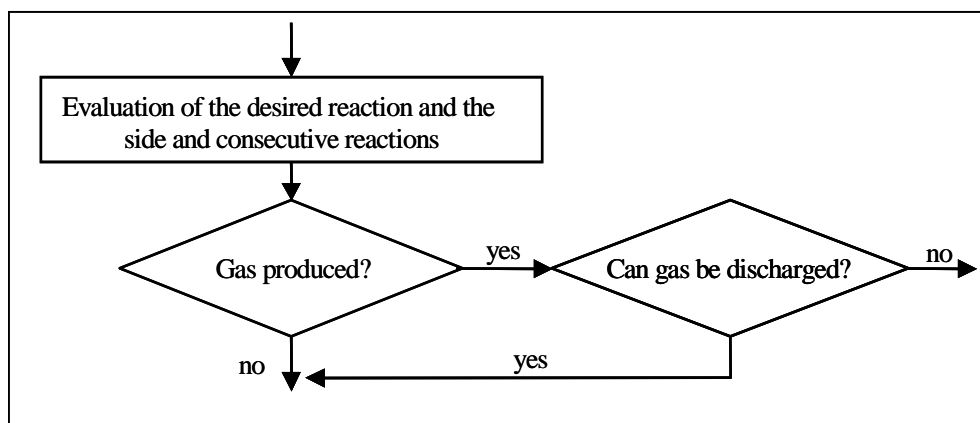 Evaluation of the desired reaction and the
side and consecutive reactions
Gas produced?
yes
Can gas be discharged?
no
no
yes